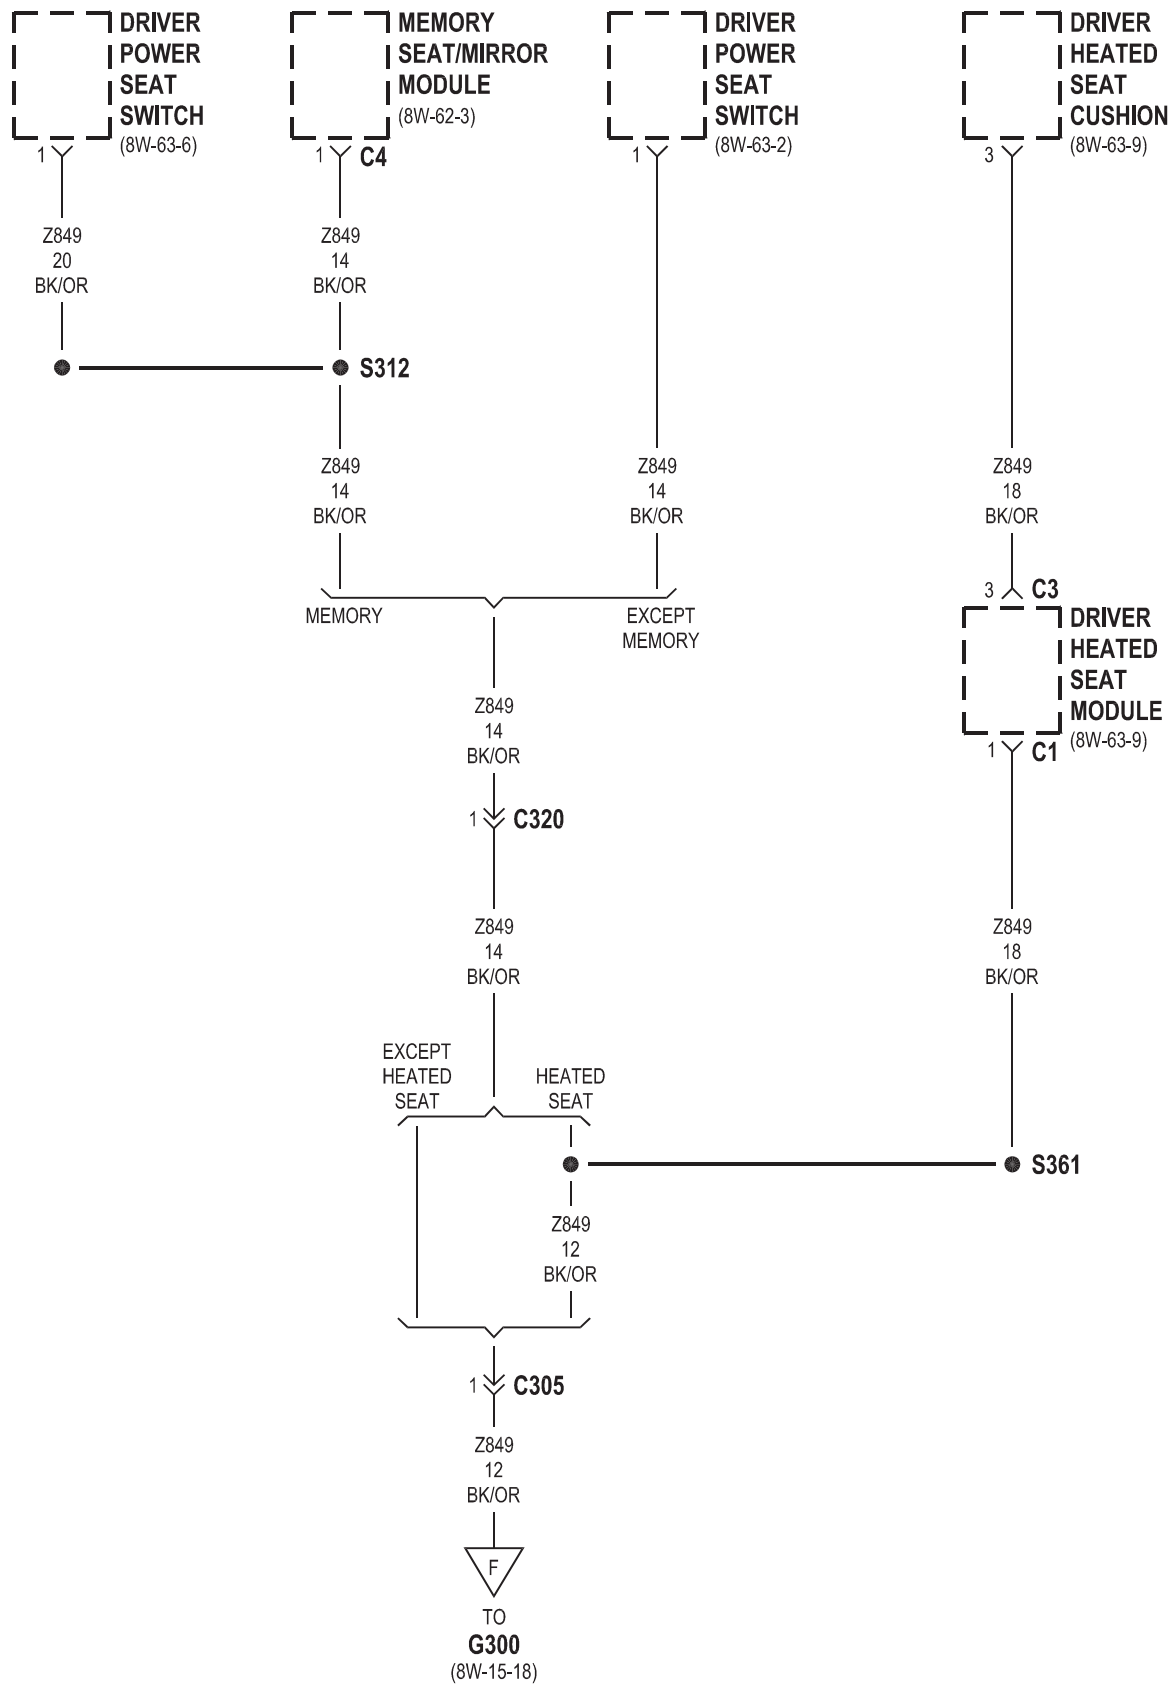 DRIVER
POWER
SEAT
SWITCH
(8W-63-6)
MEMORY
SEAT/MIRROR
MODULE
(8W-62-3)
DRIVER
POWER
SEAT
SWITCH
(8W-63-2)
DRIVER
HEATED
SEAT
CUSHION
(8W-63-9)
1
1
C4
1
3
Z849
20
BK/OR
Z849
14
BK/OR
S312
Z849
14
BK/OR
Z849
14
BK/OR
Z849
18
BK/OR
3
C3
MEMORY
EXCEPT
MEMORY
DRIVER
HEATED
SEAT
MODULE
(8W-63-9)
1
C1
Z849
14
BK/OR
1
C320
Z849
14
BK/OR
Z849
18
BK/OR
EXCEPT
HEATED
SEAT
HEATED
SEAT
S361
Z849
12
BK/OR
1
C305
Z849
12
BK/OR
F
TO
G300
(8W-15-18)